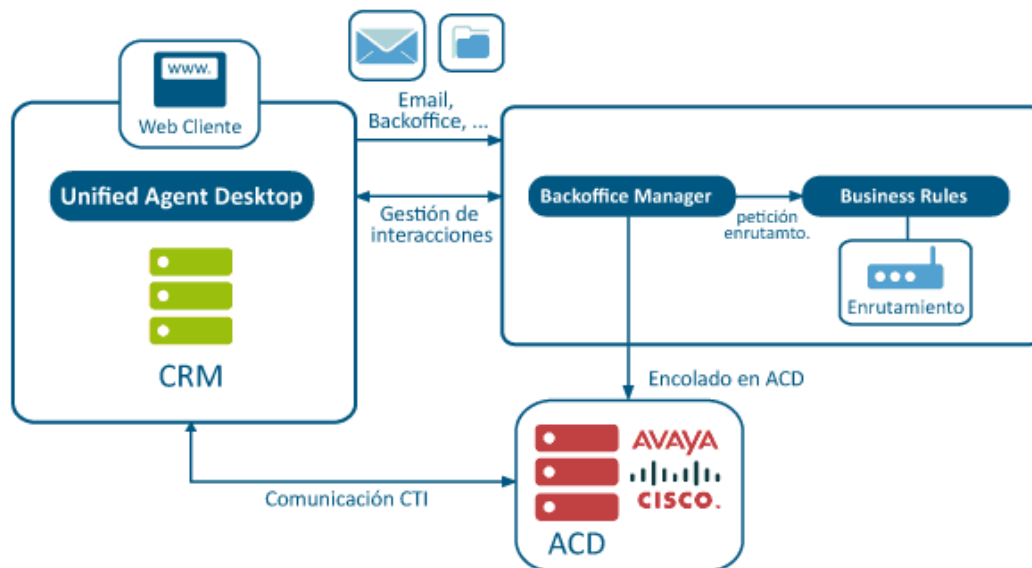 www.
Web Cliente
Email,
Backoffice, ...
Unified Agent Desktop
Gestión de
interacciones
CRM
Backoffice Manager
petición
enrutamto.
Business Rules
Enrutamiento
Encolado en ACD
Comunicación CTI
AVAYA
CISCO.
ACD